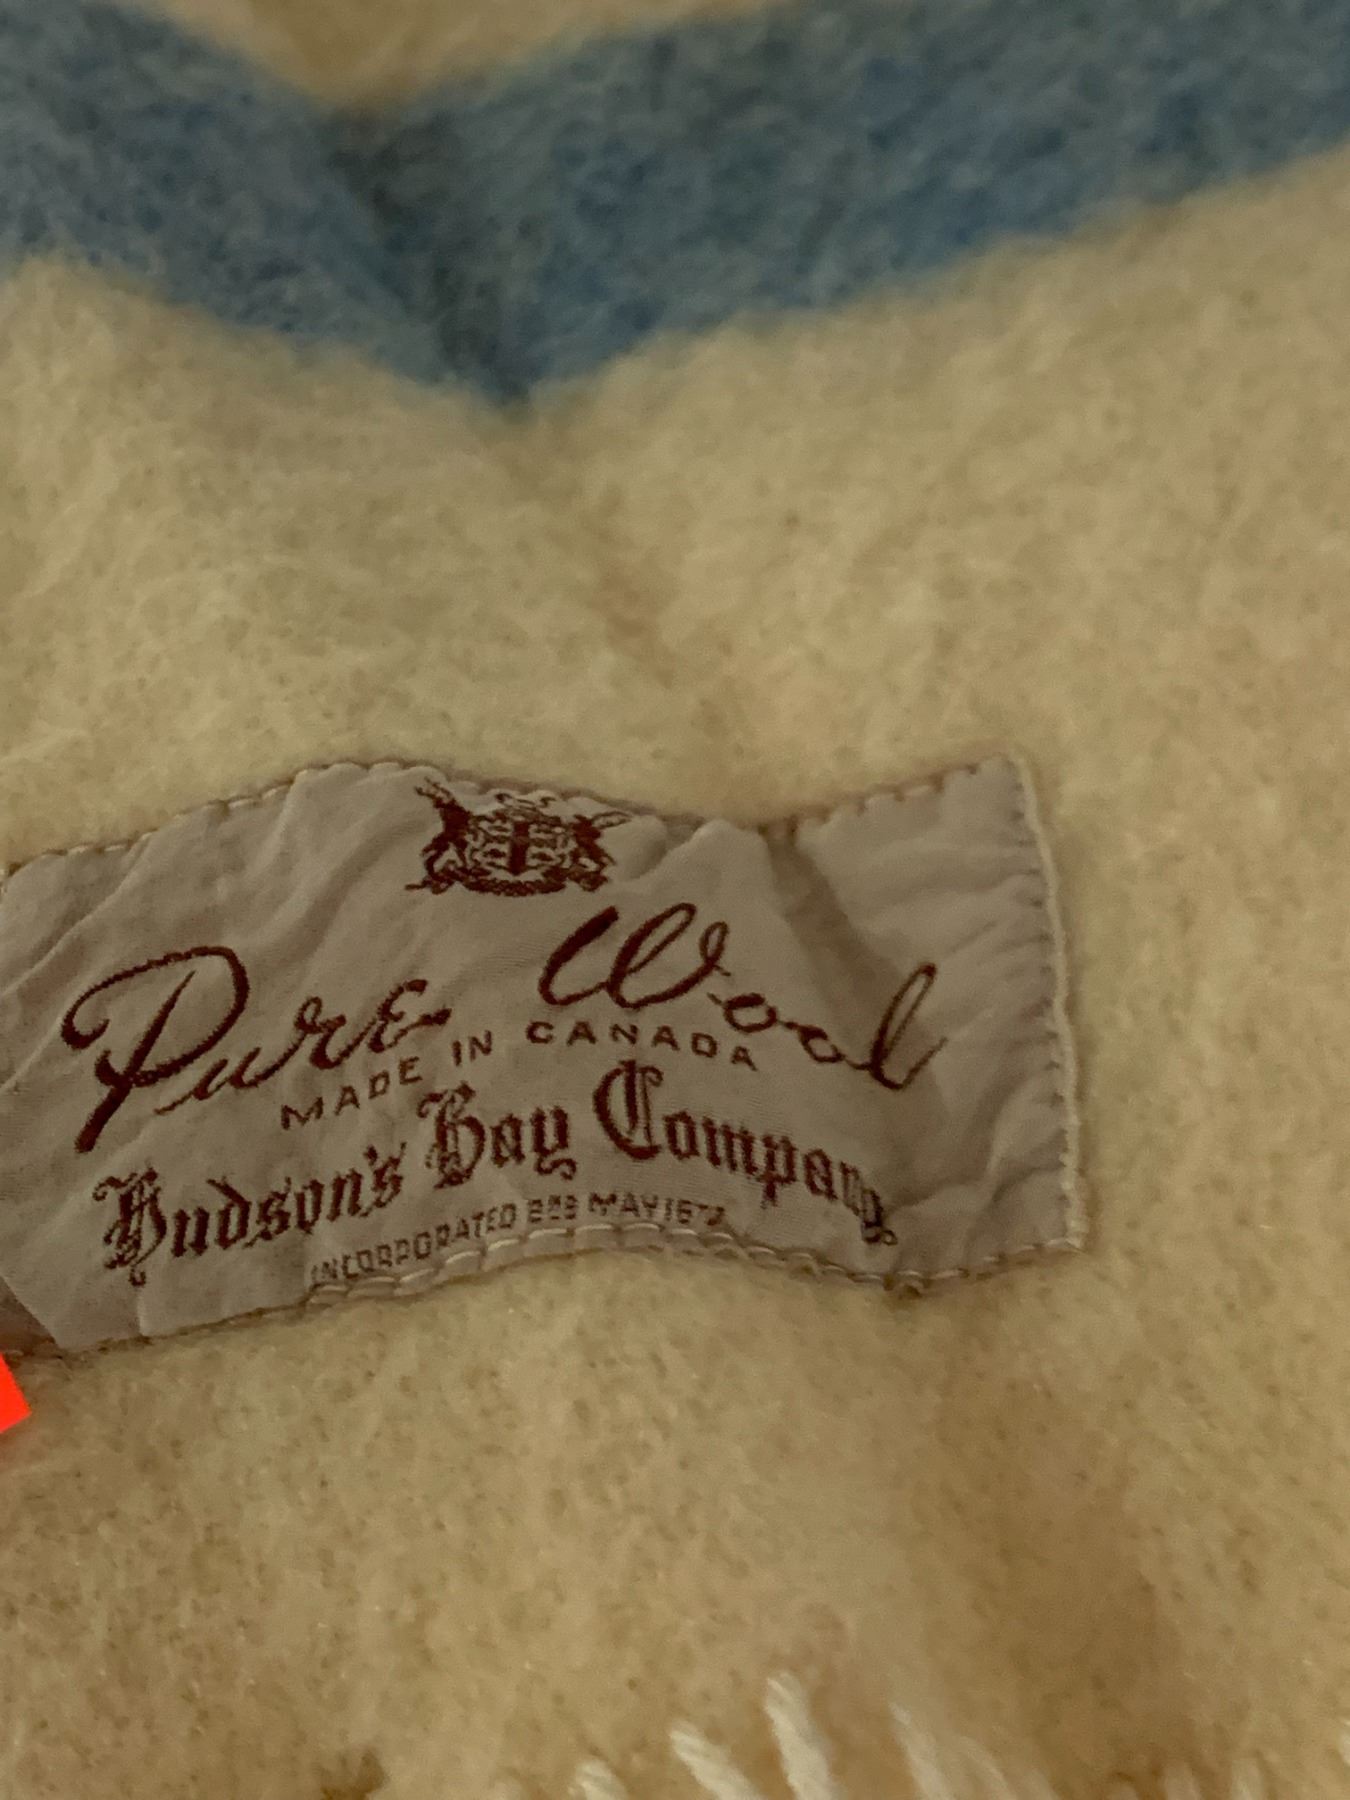 Pure Wool
MADE IN CANADA
Hudson's Bay Company.
INCORPORATED 2ND MAY 1670